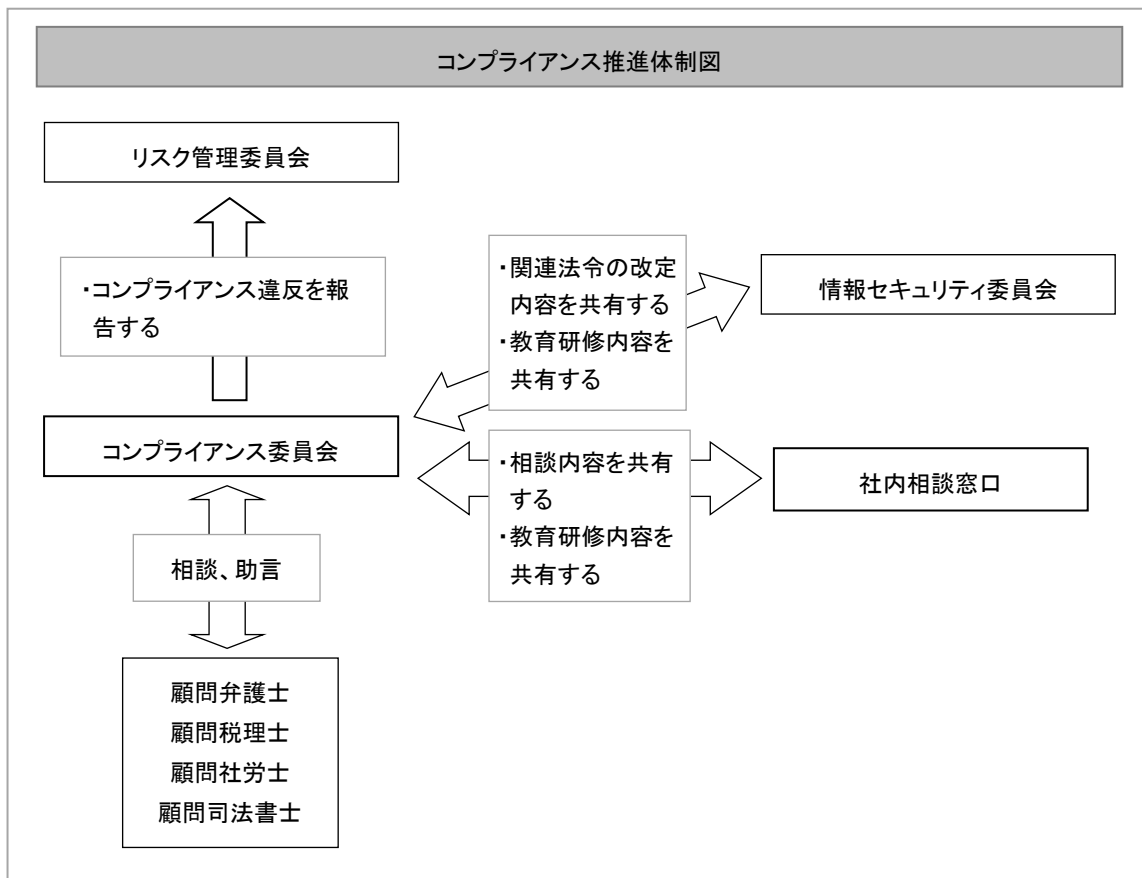 コンプライアンス推進体制図
リスク管理委員会
・コンプライアンス違反を報
告する
・関連法令の改定
内容を共有する
・教育研修内容を
共有する
情報セキュリティ委員会
コンプライアンス委員会
・相談内容を共有
する
・教育研修内容を
共有する
社内相談窓口
相談、助言
顧問弁護士
顧問税理士
顧問社労士
顧問司法書士